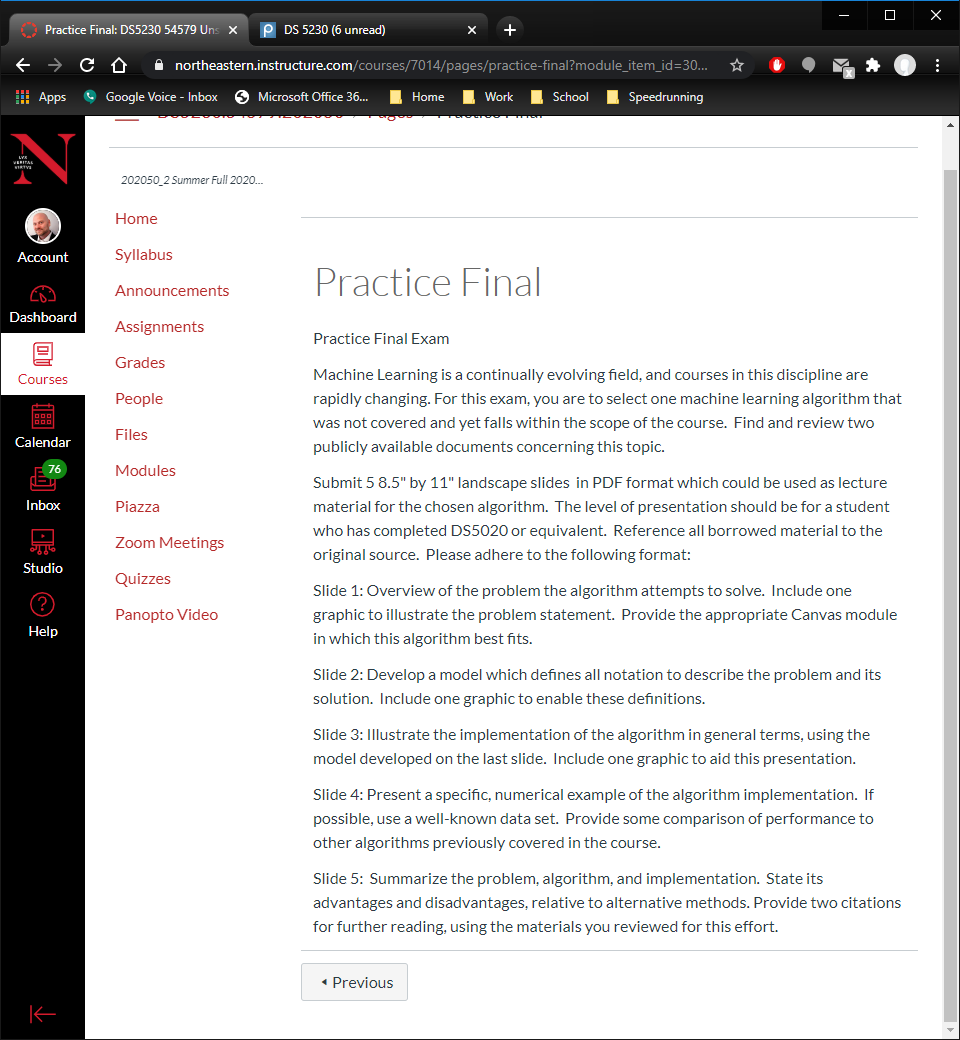 Practice Final: DS5230 54579 Uns
DS 5230 (6 unread)
northeastern.instructure.com/courses/7014/pages/practice-final?module_item_id=30...
Apps
Google Voice - Inbox
Microsoft Office 36...
Home
Work
School
Speedrunning
N
LVX
VERITAS
VIRTVS
Account
Dashboard
Courses
Calendar
76
Inbox
Studio
Help
Pages / Practice Final
202050_2 Summer Full 2020...
Home
Syllabus
Announcements
Assignments
Grades
People
Files
Modules
Piazza
Zoom Meetings
Quizzes
Panopto Video
Practice Final
Practice Final Exam
Machine Learning is a continually evolving field, and courses in this discipline are
rapidly changing. For this exam, you are to select one machine learning algorithm that
was not covered and yet falls within the scope of the course. Find and review two
publicly available documents concerning this topic.
Submit 5 8.5" by 11" landscape slides in PDF format which could be used as lecture
material for the chosen algorithm. The level of presentation should be for a student
who has completed DS5020 or equivalent. Reference all borrowed material to the
original source. Please adhere to the following format:
Slide 1: Overview of the problem the algorithm attempts to solve. Include one
graphic to illustrate the problem statement. Provide the appropriate Canvas module
in which this algorithm best fits.
Slide 2: Develop a model which defines all notation to describe the problem and its
solution. Include one graphic to enable these definitions.
Slide 3: Illustrate the implementation of the algorithm in general terms, using the
model developed on the last slide. Include one graphic to aid this presentation.
Slide 4: Present a specific, numerical example of the algorithm implementation. If
possible, use a well-known data set. Provide some comparison of performance to
other algorithms previously covered in the course.
Slide 5: Summarize the problem, algorithm, and implementation. State its
advantages and disadvantages, relative to alternative methods. Provide two citations
for further reading, using the materials you reviewed for this effort.
Previous